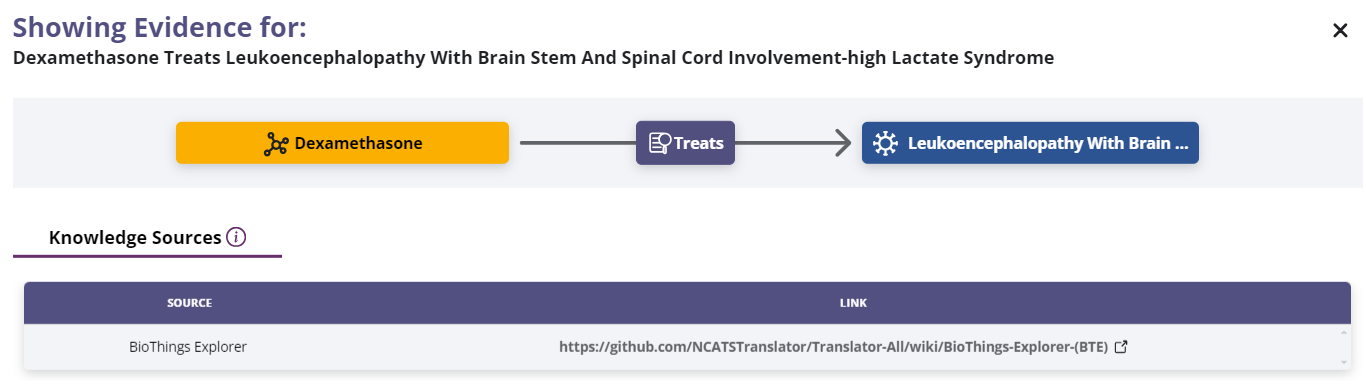 Showing Evidence for:
Dexamethasone Treats Leukoencephalopathy With Brain Stem And Spinal Cord Involvement-high Lactate Syndrome
Dexamethasone
Treats
Leukoencephalopathy With Brain ...
Knowledge Sources
SOURCE LINK
BioThings Explorer https://github.com/NCATSTranslator/Translator-All/wiki/BioThings-Explorer-(BTE)